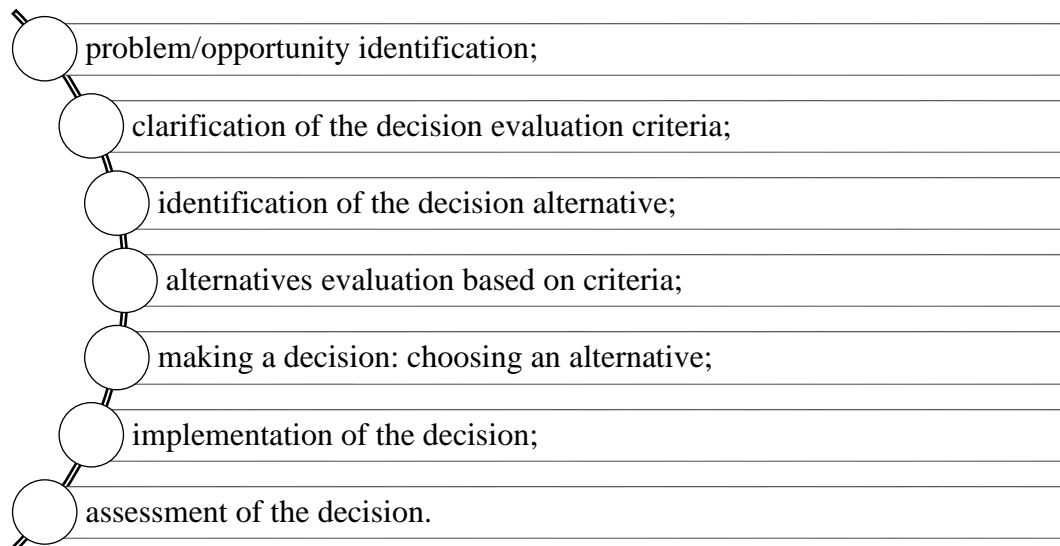 problem/opportunity identification;
clarification of the decision evaluation criteria;
identification of the decision alternative;
alternatives evaluation based on criteria;
making a decision: choosing an alternative;
implementation of the decision;
assessment of the decision.